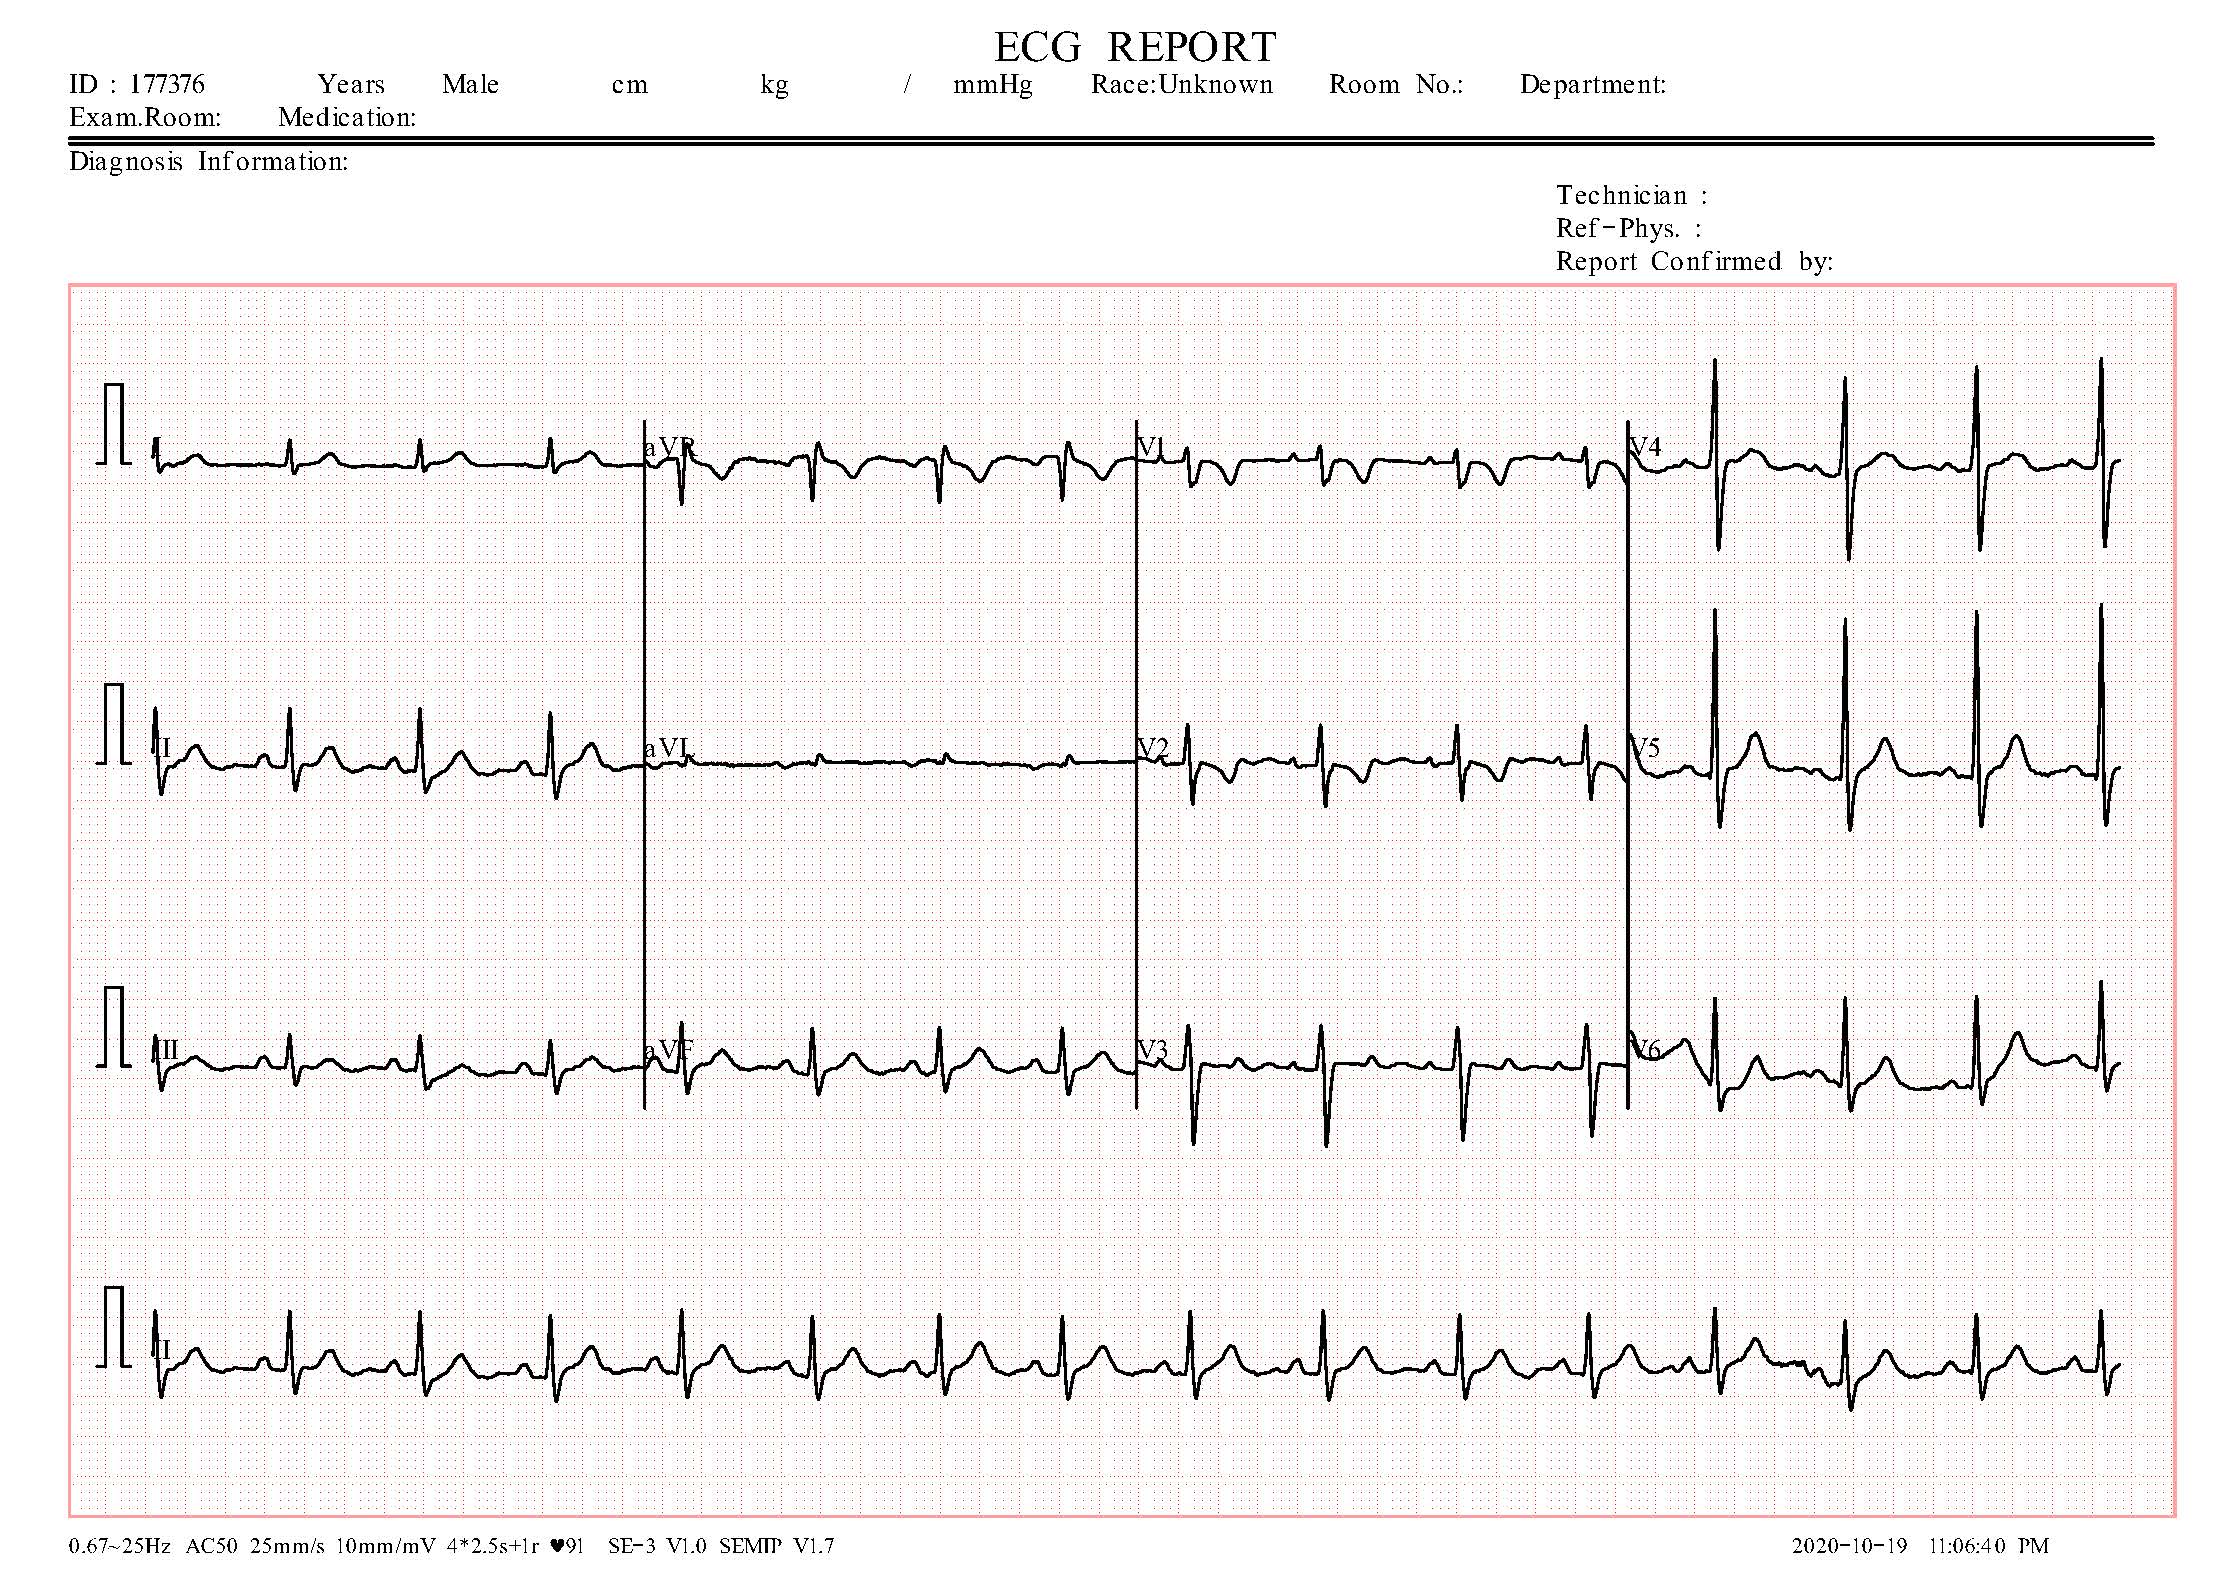 ECG REPORT
ID : 177376 Years Male cm kg / mmHg Race:Unknown Room No.: Department:
Exam.Room: Medication:
Diagnosis Information:
Technician :
Ref-Phys. :
Report Confirmed by:
I aVR V1 V4
II aVL V2 V5
III aVF V3 V6
II
0.67~25Hz AC50 25mm/s 10mm/mV 4*2.5s+1r ♥91 SE-3 V1.0 SEMIP V1.7 2020-10-19 11:06:40 PM